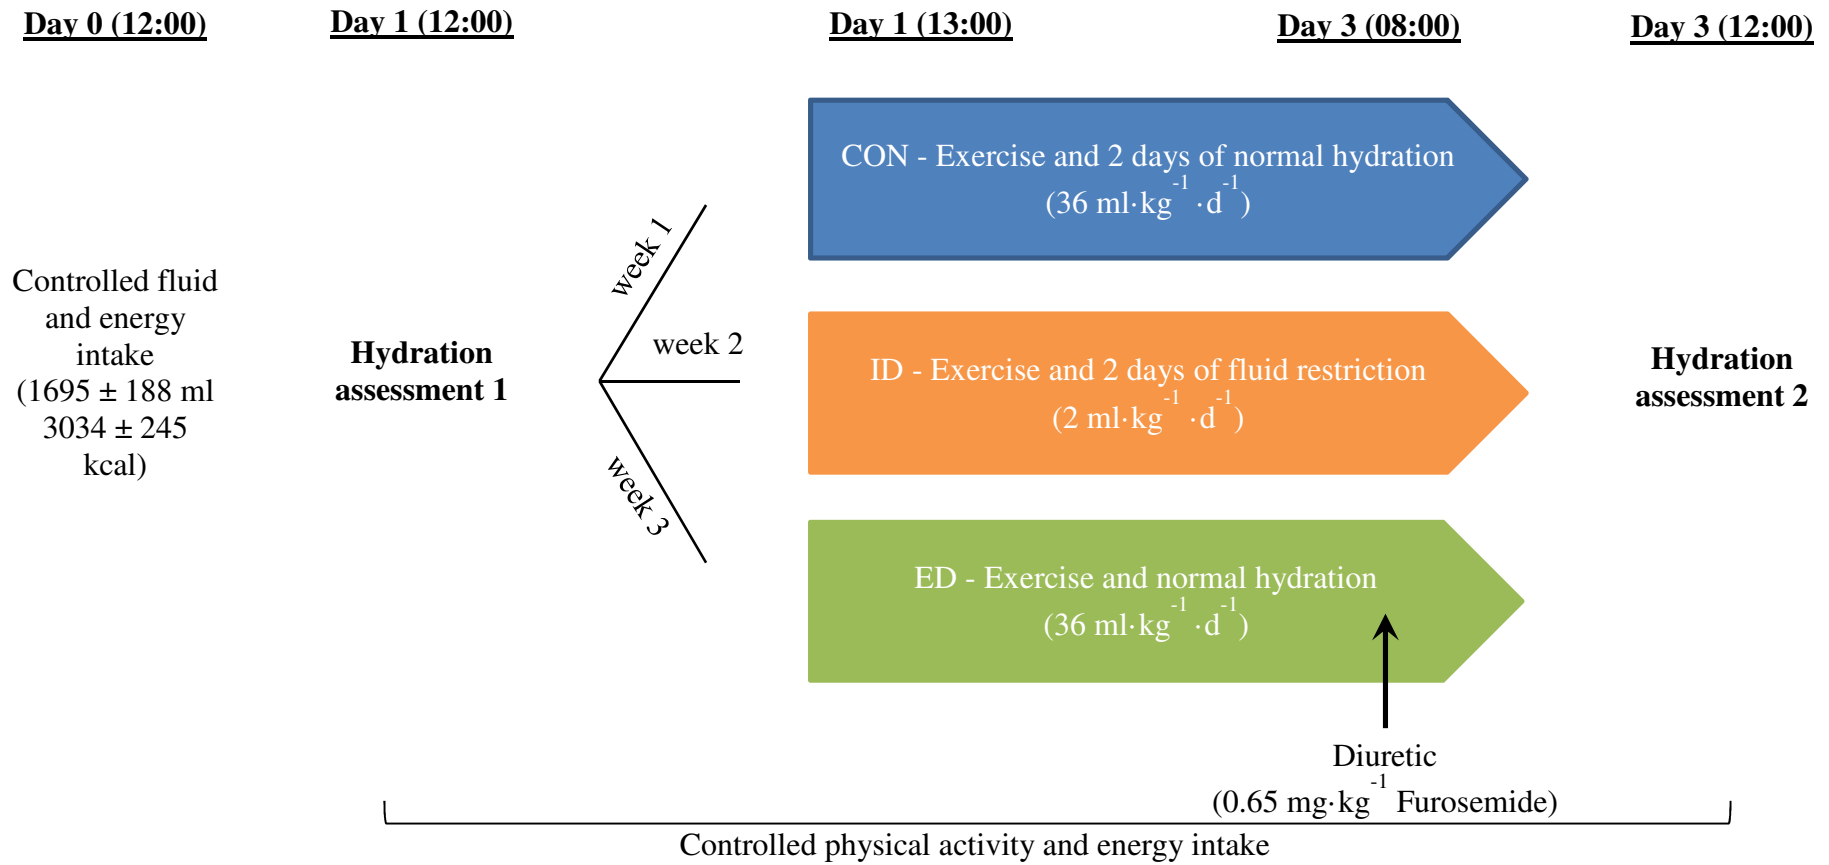 Day 0 (12:00)
Day 1 (12:00)
Day 1 (13:00)
Day 3 (08:00)
Day 3 (12:00)
Controlled fluid
and energy
intake
(1695 ± 188 ml
3034 ± 245
kcal)
Hydration
assessment 1
week 1
week 2
week 3
CON - Exercise and 2 days of normal hydration
(36 ml·kg⁻¹·d⁻¹)
ID - Exercise and 2 days of fluid restriction
(2 ml·kg⁻¹·d⁻¹)
ED - Exercise and normal hydration
(36 ml·kg⁻¹·d⁻¹)
Hydration
assessment 2
Diuretic
(0.65 mg·kg⁻¹ Furosemide)
Controlled physical activity and energy intake